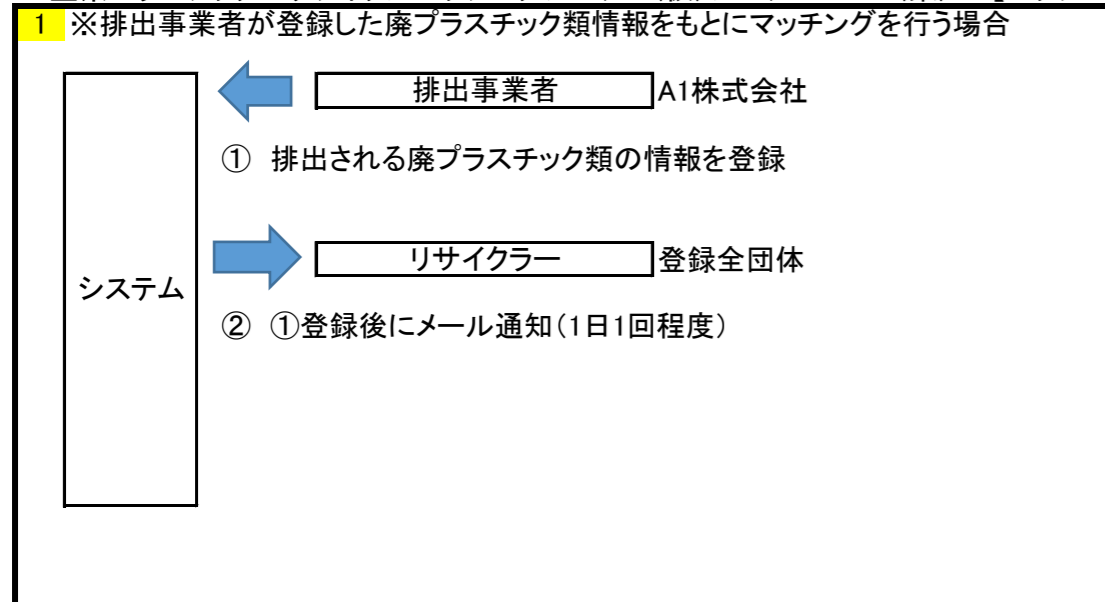 1 ※排出事業者が登録した廃プラスチック類情報をもとにマッチングを行う場合
排出事業者 A1株式会社
① 排出される廃プラスチック類の情報を登録
リサイクラー 登録全団体
システム
② ①登録後にメール通知(1日1回程度)